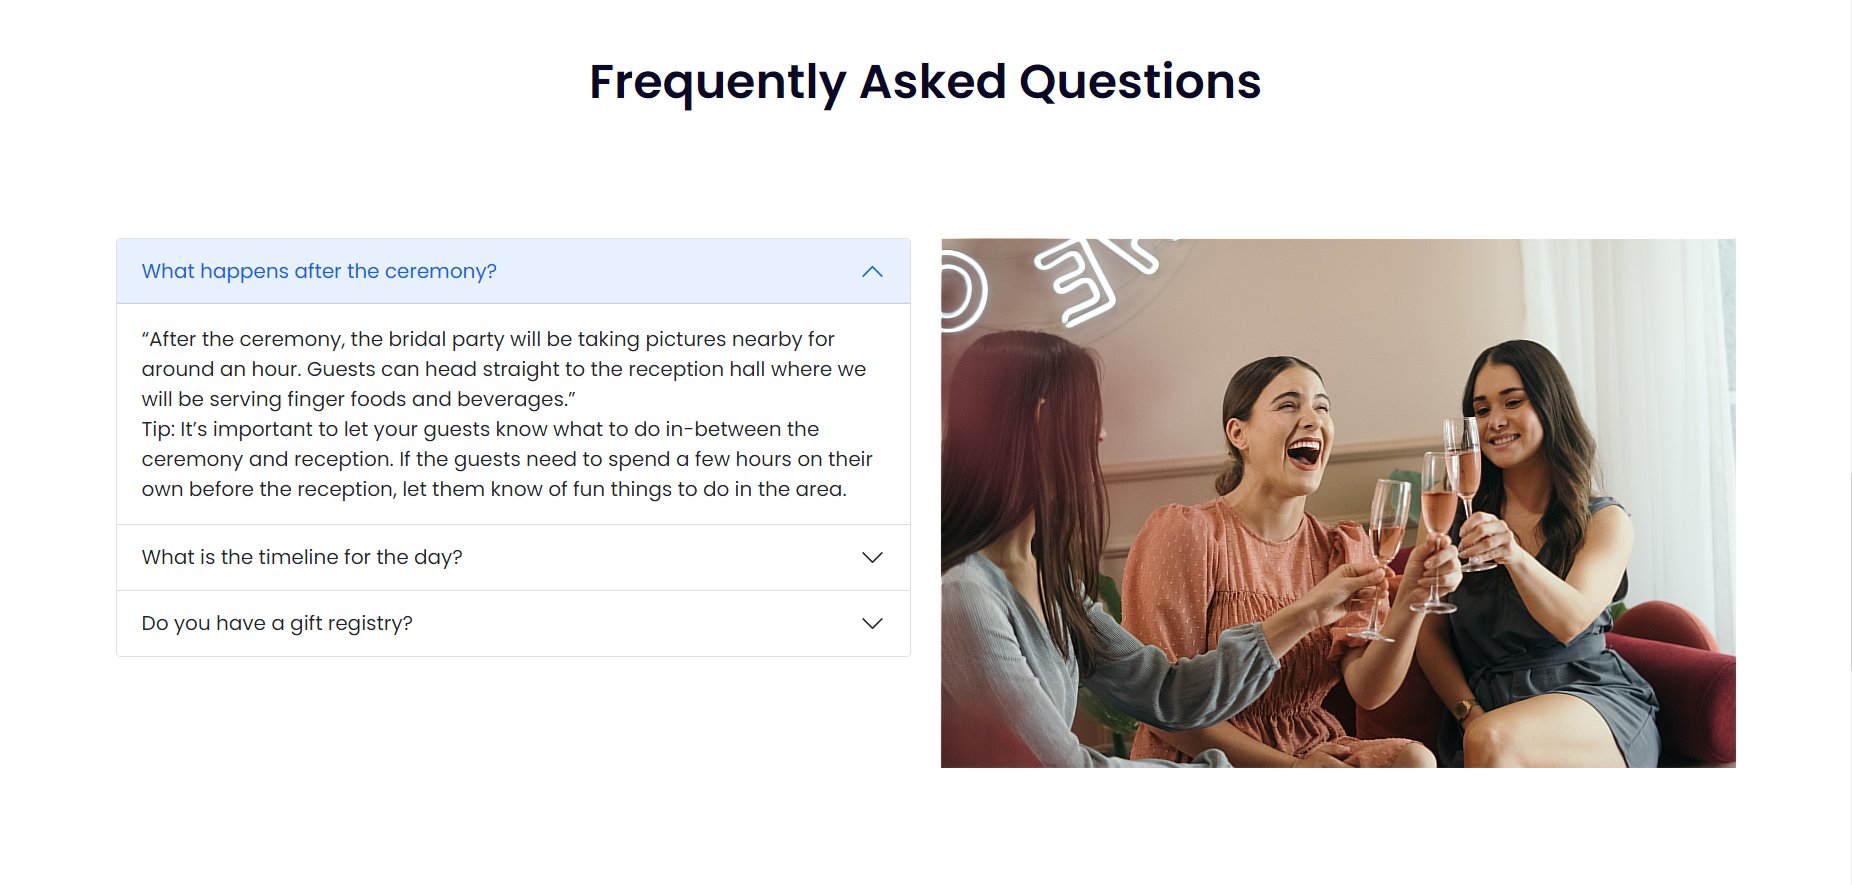 Frequently Asked Questions
What happens after the ceremony?
“After the ceremony, the bridal party will be taking pictures nearby for
around an hour. Guests can head straight to the reception hall where we
will be serving finger foods and beverages.”
Tip: It’s important to let your guests know what to do in-between the
ceremony and reception. If the guests need to spend a few hours on their
own before the reception, let them know of fun things to do in the area.
What is the timeline for the day?
Do you have a gift registry?